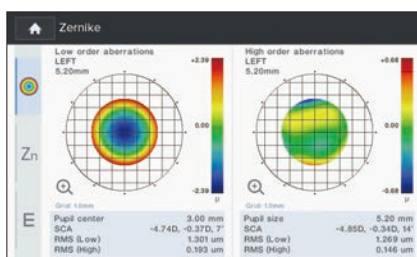 Zernike
Low order aberrations
LEFT
5.20mm
+2.39
0.00
-2.39
μ
Grid: 1.0mm
High order aberrations
LEFT
5.20mm
+0.68
0.00
-0.68
μ
Grid: 1.0mm
Zn
E
Pupil center 3.00 mm
SCA -4.74D, -0.37D, 7°
RMS (Low) 1.301 um
RMS (High) 0.193 um
Pupil size 5.20 mm
SCA -4.85D, -0.34D, 14°
RMS (Low) 1.269 um
RMS (High) 0.146 um